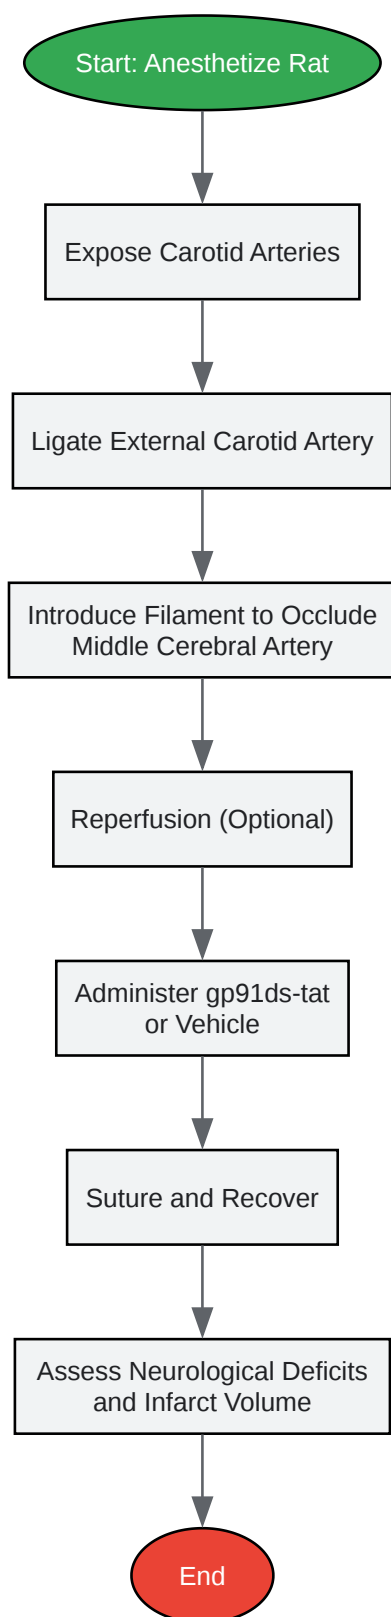 Start: Anesthetize Rat
Expose Carotid Arteries
Ligate External Carotid Artery
Introduce Filament to Occlude
Middle Cerebral Artery
Reperfusion (Optional)
Administer gp91ds-tat
or Vehicle
Suture and Recover
Assess Neurological Deficits
and Infarct Volume
End